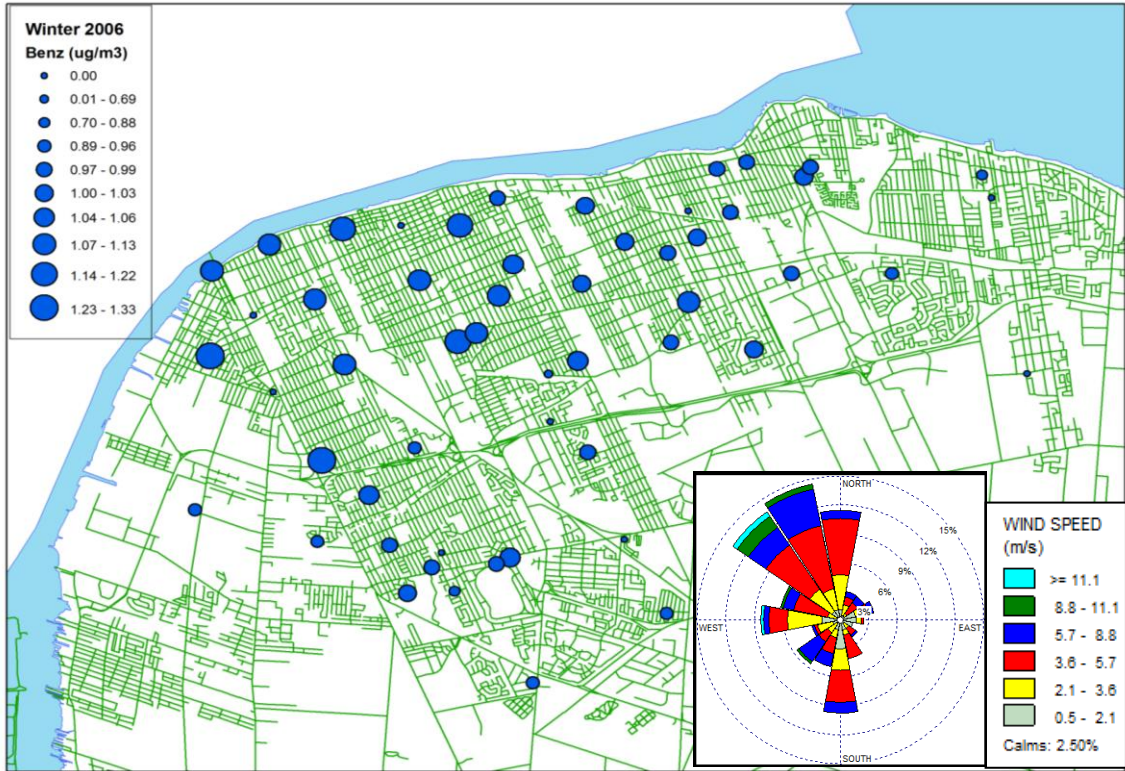 Winter 2006
Benz (ug/m3)
0.00
0.01 - 0.69
0.70 - 0.88
0.89 - 0.96
0.97 - 0.99
1.00 - 1.03
1.04 - 1.06
1.07 - 1.13
1.14 - 1.22
1.23 - 1.33
NORTH
15%
12%
9%
6%
3%
WEST
EAST
SOUTH
WIND SPEED
(m/s)
>= 11.1
8.8 - 11.1
5.7 - 8.8
3.6 - 5.7
2.1 - 3.6
0.5 - 2.1
Calms: 2.50%